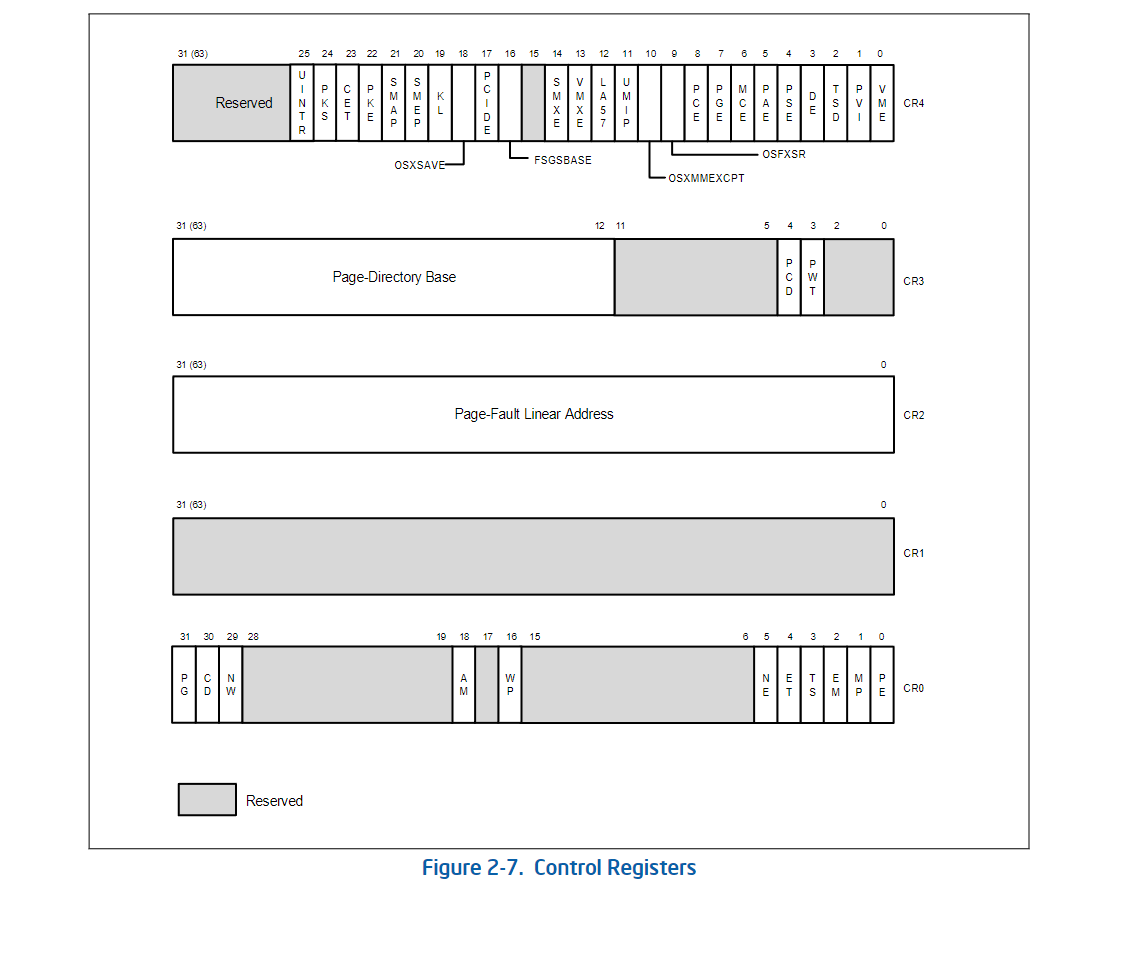 31 (63) 25 24 23 22 21 20 19 18 17 16 15 14 13 12 11 10 9 8 7 6 5 4 3 2 1 0
Reserved UINTR PKS CET PKE SMAP SMEP KL PCIDE SMXE VMXE LA57 UMIP PCE PGE MCE PAE PSE DE TSD PVI VME CR4
OSXSAVE FSGSBASE OSFXSR
OSXMMEXCPT
31 (63) 12 11 5 4 3 2 0
Page-Directory Base PCD PWT CR3
31 (63) 0
Page-Fault Linear Address CR2
31 (63) 0
CR1
31 30 29 28 19 18 17 16 15 6 5 4 3 2 1 0
PG CD NW AM WP NE ET TS EM MP PE CR0
Reserved
Figure 2-7. Control Registers